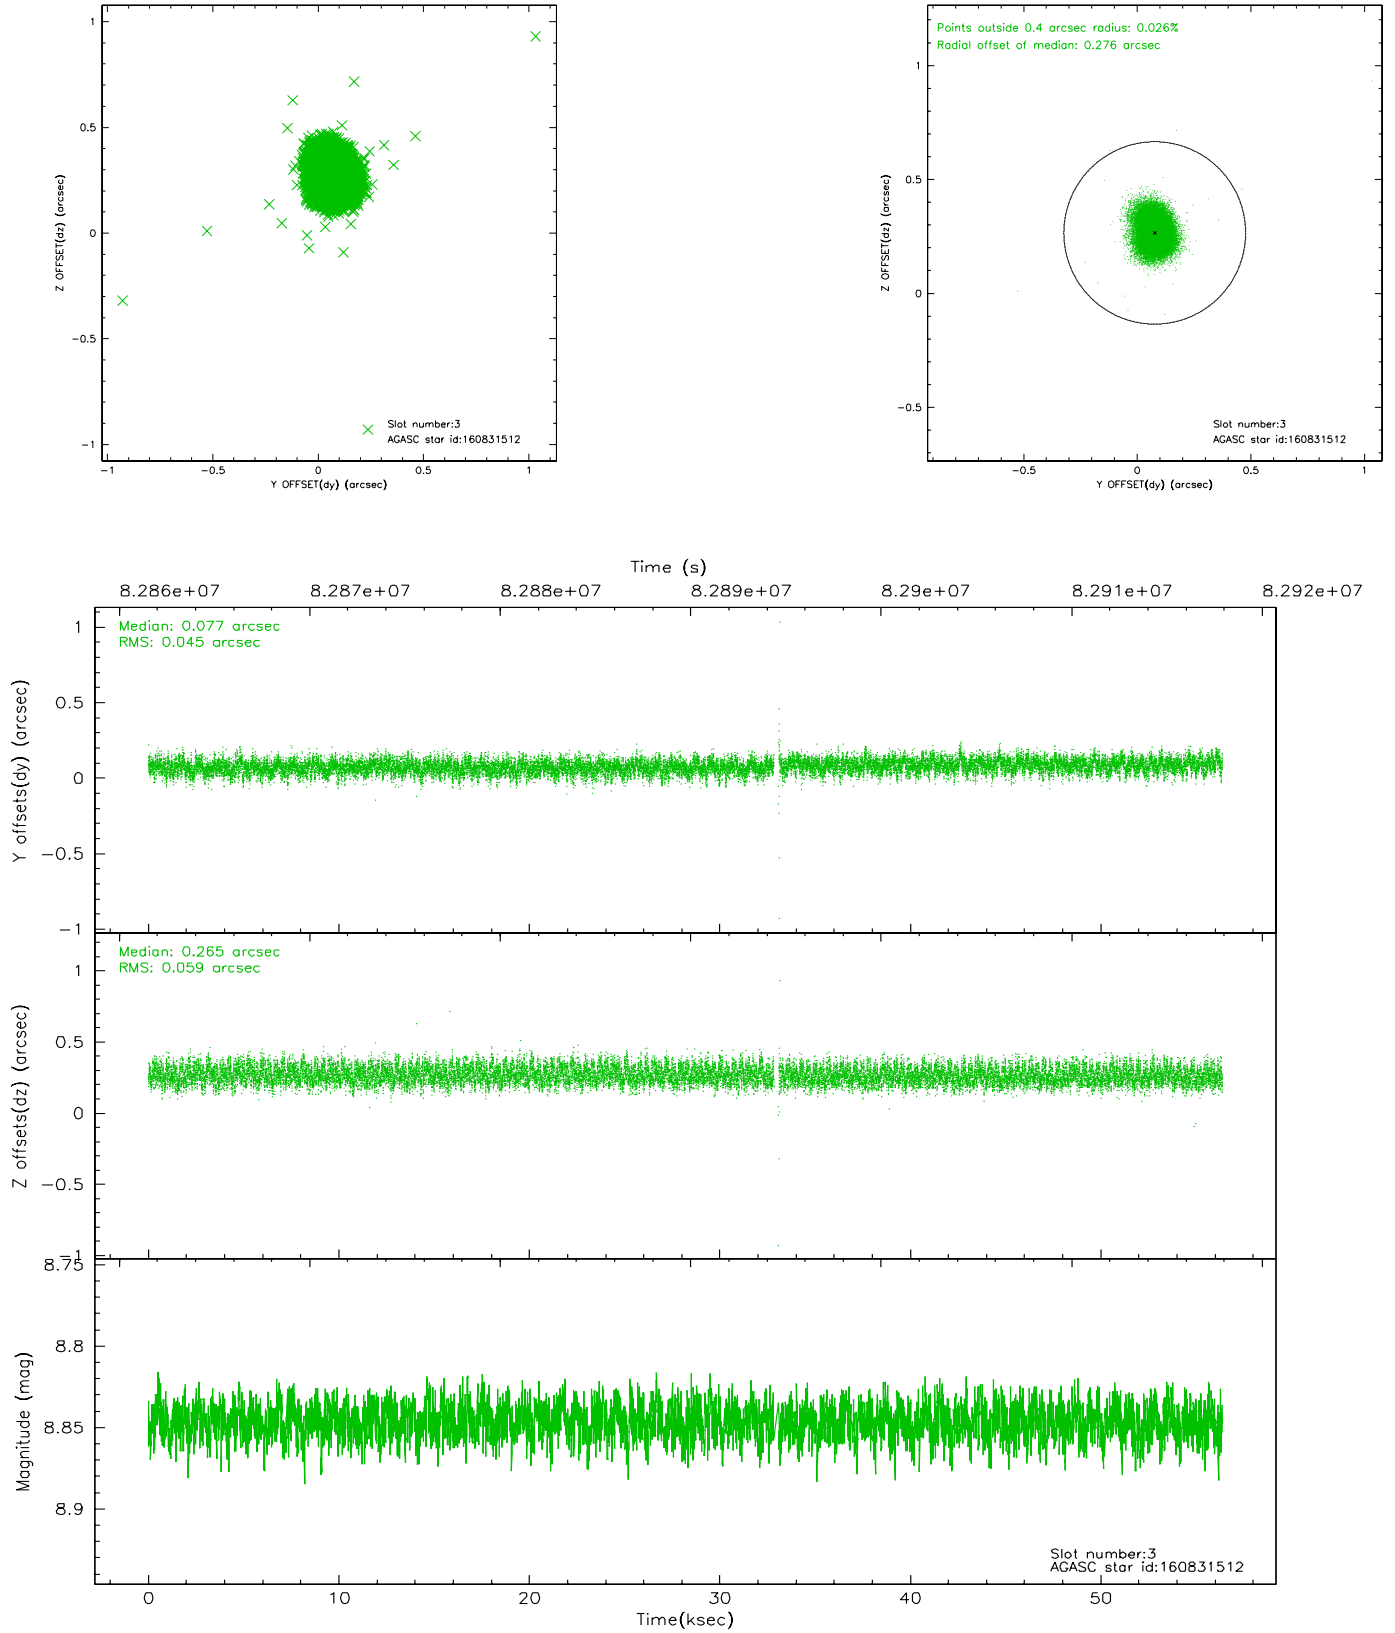 1
0.5
0
-0.5
-1
Z OFFSET(dz) (arcsec)
-1
-0.5
0
0.5
1
Y OFFSET(dy) (arcsec)
Slot number:3
AGASC star id:160831512
Points outside 0.4 arcsec radius: 0.026%
Radial offset of median: 0.276 arcsec
1
0.5
0
-0.5
Z OFFSET(dz) (arcsec)
-0.5
0
0.5
1
Y OFFSET(dy) (arcsec)
Slot number:3
AGASC star id:160831512
Time (s)
8.286e+07 8.287e+07 8.288e+07 8.289e+07 8.29e+07 8.291e+07 8.292e+07
Median: 0.077 arcsec
RMS: 0.045 arcsec
1
0.5
0
-0.5
-1
Y offsets(dy) (arcsec)
Median: 0.265 arcsec
RMS: 0.059 arcsec
1
0.5
0
-0.5
-1
Z offsets(dz) (arcsec)
8.75
8.8
8.85
8.9
Magnitude (mag)
Slot number:3
AGASC star id:160831512
0 10 20 30 40 50
Time(ksec)